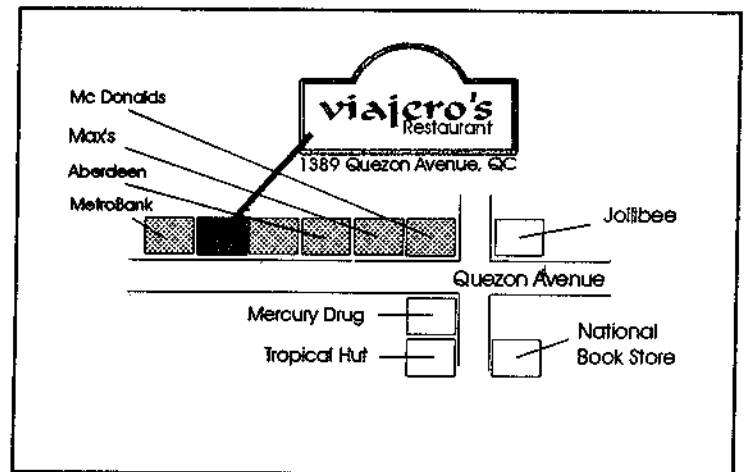 Mc Donalds
Max's
Aberdeen
MetroBank
viajero's
Restaurant
1389 Quezon Avenue, QC
Jollibee
Quezon Avenue
Mercury Drug
Tropical Hut
National
Book Store